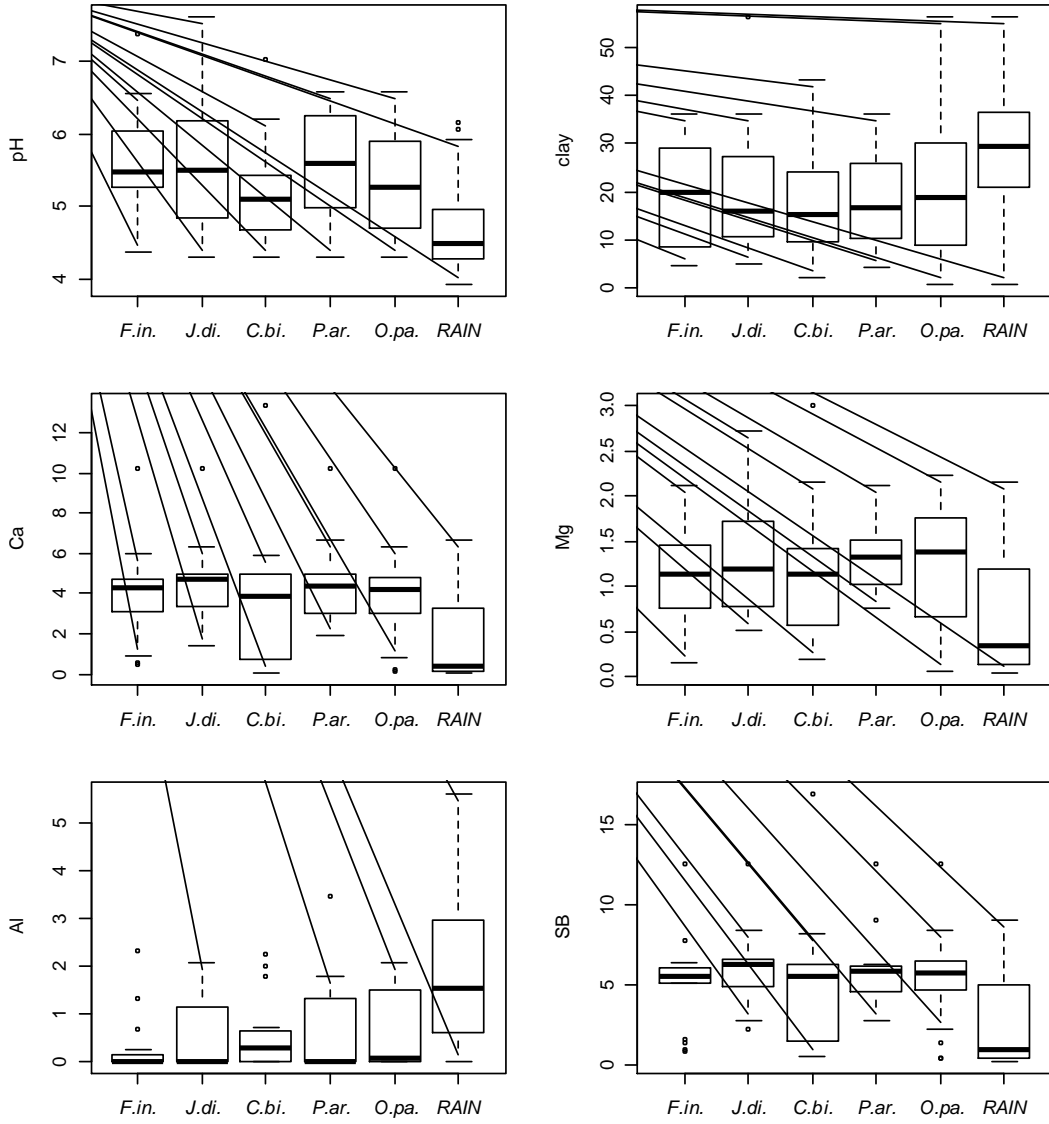 pH
7
6
5
4
F.in. J.di. C.bi. P.ar. O.pa. RAIN
clay
50
40
30
20
10
0
F.in. J.di. C.bi. P.ar. O.pa. RAIN
Ca
12
10
8
6
4
2
0
F.in. J.di. C.bi. P.ar. O.pa. RAIN
Mg
3.0
2.5
2.0
1.5
1.0
0.5
0.0
F.in. J.di. C.bi. P.ar. O.pa. RAIN
Al
5
4
3
2
1
0
F.in. J.di. C.bi. P.ar. O.pa. RAIN
SB
15
10
5
0
F.in. J.di. C.bi. P.ar. O.pa. RAIN